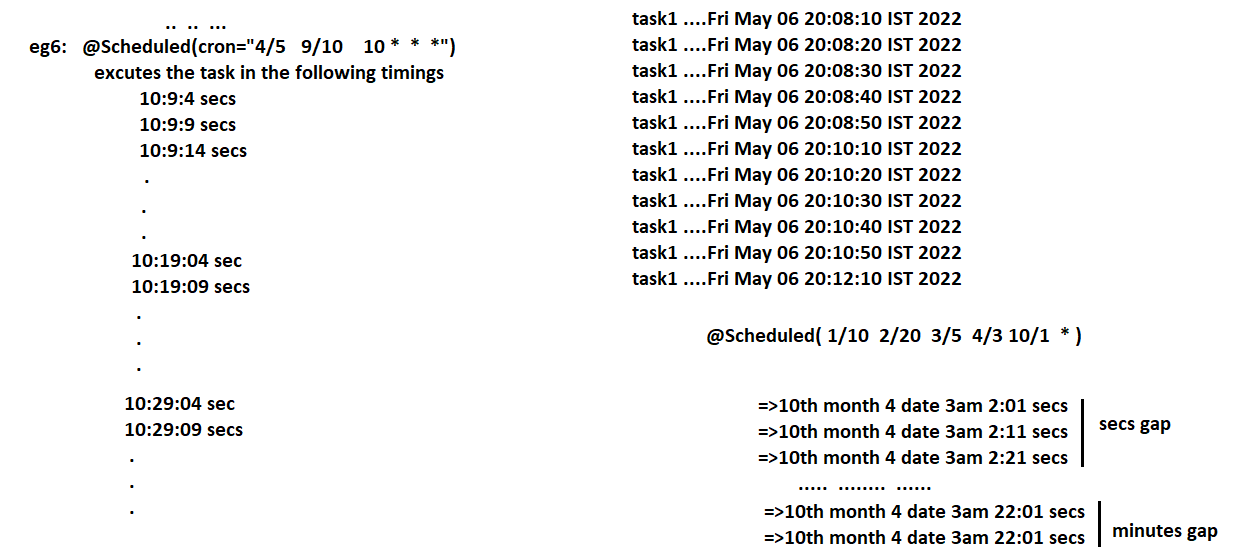 .. .. ...
eg6: @Scheduled(cron="4/5 9/10 10 * * *")
excutes the task in the following timings
10:9:4 secs
10:9:9 secs
10:9:14 secs
.
.
.
10:19:04 sec
10:19:09 secs
.
.
.
10:29:04 sec
10:29:09 secs
.
.
.
task1 ....Fri May 06 20:08:10 IST 2022
task1 ....Fri May 06 20:08:20 IST 2022
task1 ....Fri May 06 20:08:30 IST 2022
task1 ....Fri May 06 20:08:40 IST 2022
task1 ....Fri May 06 20:08:50 IST 2022
task1 ....Fri May 06 20:10:10 IST 2022
task1 ....Fri May 06 20:10:20 IST 2022
task1 ....Fri May 06 20:10:30 IST 2022
task1 ....Fri May 06 20:10:40 IST 2022
task1 ....Fri May 06 20:10:50 IST 2022
task1 ....Fri May 06 20:12:10 IST 2022
@Scheduled( 1/10 2/20 3/5 4/3 10/1 * )
=>10th month 4 date 3am 2:01 secs
=>10th month 4 date 3am 2:11 secs
=>10th month 4 date 3am 2:21 secs
secs gap
..... ........ ......
=>10th month 4 date 3am 22:01 secs
=>10th month 4 date 3am 22:01 secs
minutes gap